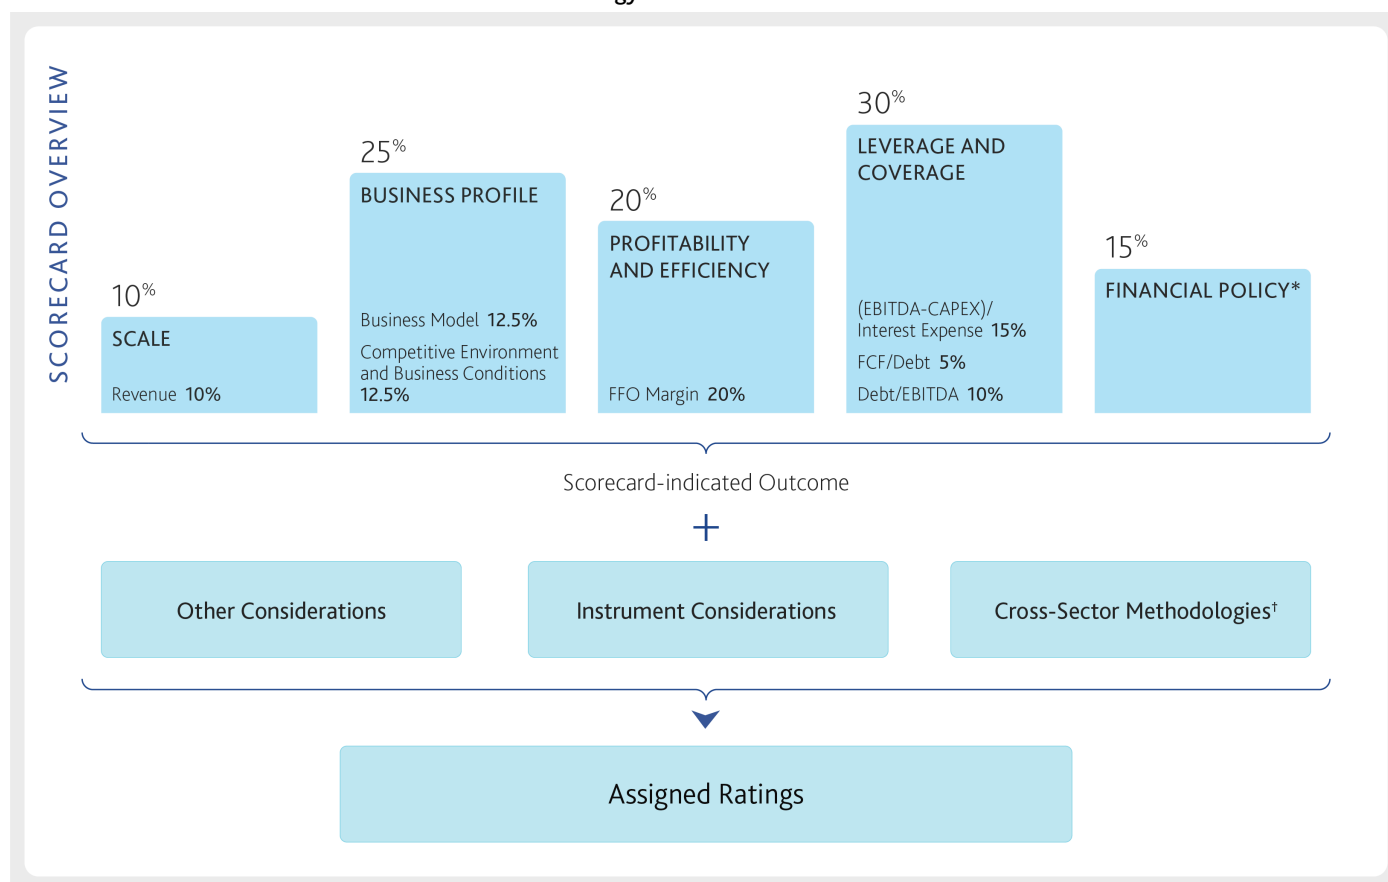 SCORECARD OVERVIEW
10%
SCALE
Revenue 10%
25%
BUSINESS PROFILE
Business Model 12.5%
Competitive Environment
and Business Conditions
12.5%
20%
PROFITABILITY
AND EFFICIENCY
FFO Margin 20%
30%
LEVERAGE AND
COVERAGE
(EBITDA-CAPEX)/
Interest Expense 15%
FCF/Debt 5%
Debt/EBITDA 10%
15%
FINANCIAL POLICY*
Scorecard-indicated Outcome
+
Other Considerations
Instrument Considerations
Cross-Sector Methodologies†
Assigned Ratings